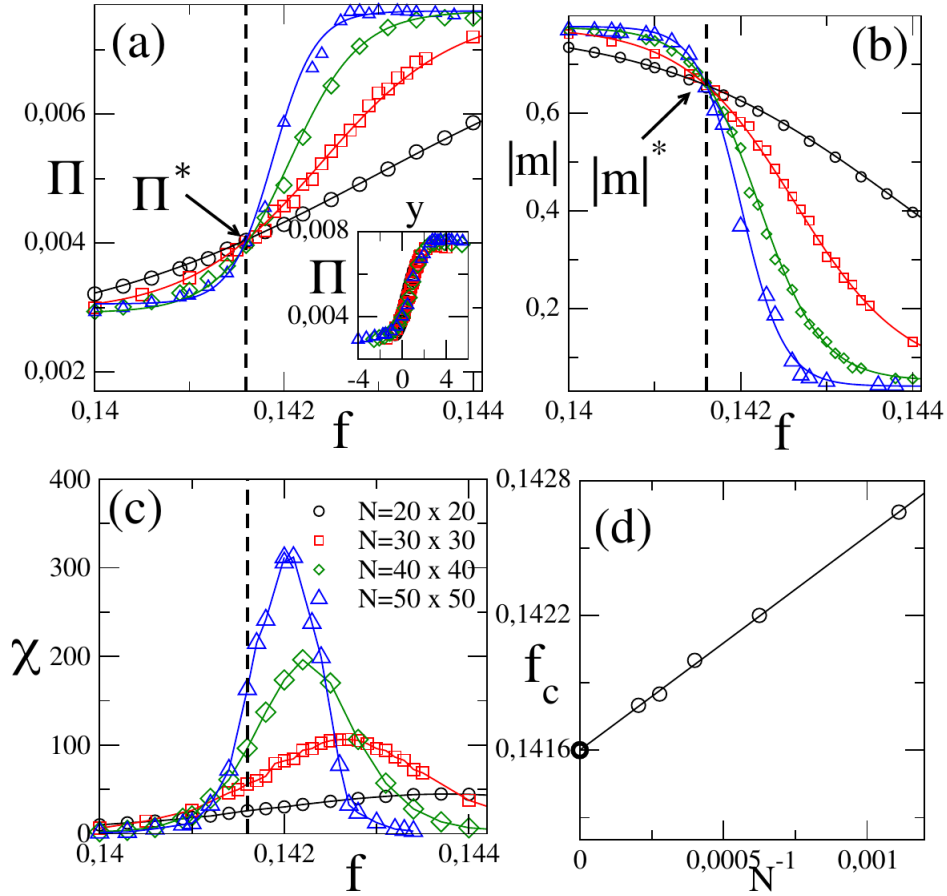 (a)
0,006
Π
Π*
0,004
0,002
0,14
0,142
0,144
f
y
0,008
Π
0,004
-4
0
4
(b)
0,6
|m|
|m|*
0,4
0,2
0,14
0,142
0,144
f
(c)
400
300
200
100
0
χ
N=20 x 20
N=30 x 30
N=40 x 40
N=50 x 50
0,14
0,142
0,144
f
(d)
0,1428
0,1422
f_c
0,1416
0
0,0005
0,001
N⁻¹